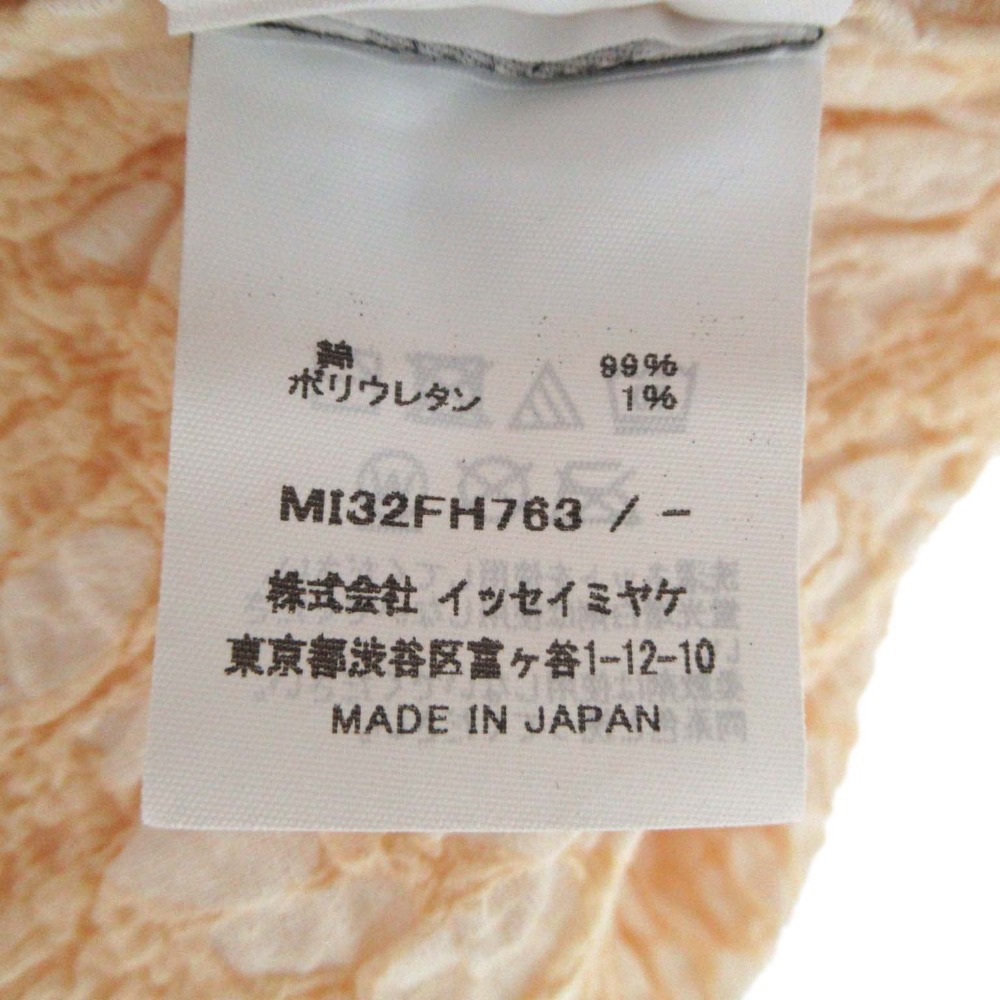 綿 99%
ポリウレタン 1%
MI32FH763 / -
株式会社 イッセイミヤケ
東京都渋谷区富ヶ谷1-12-10
MADE IN JAPAN